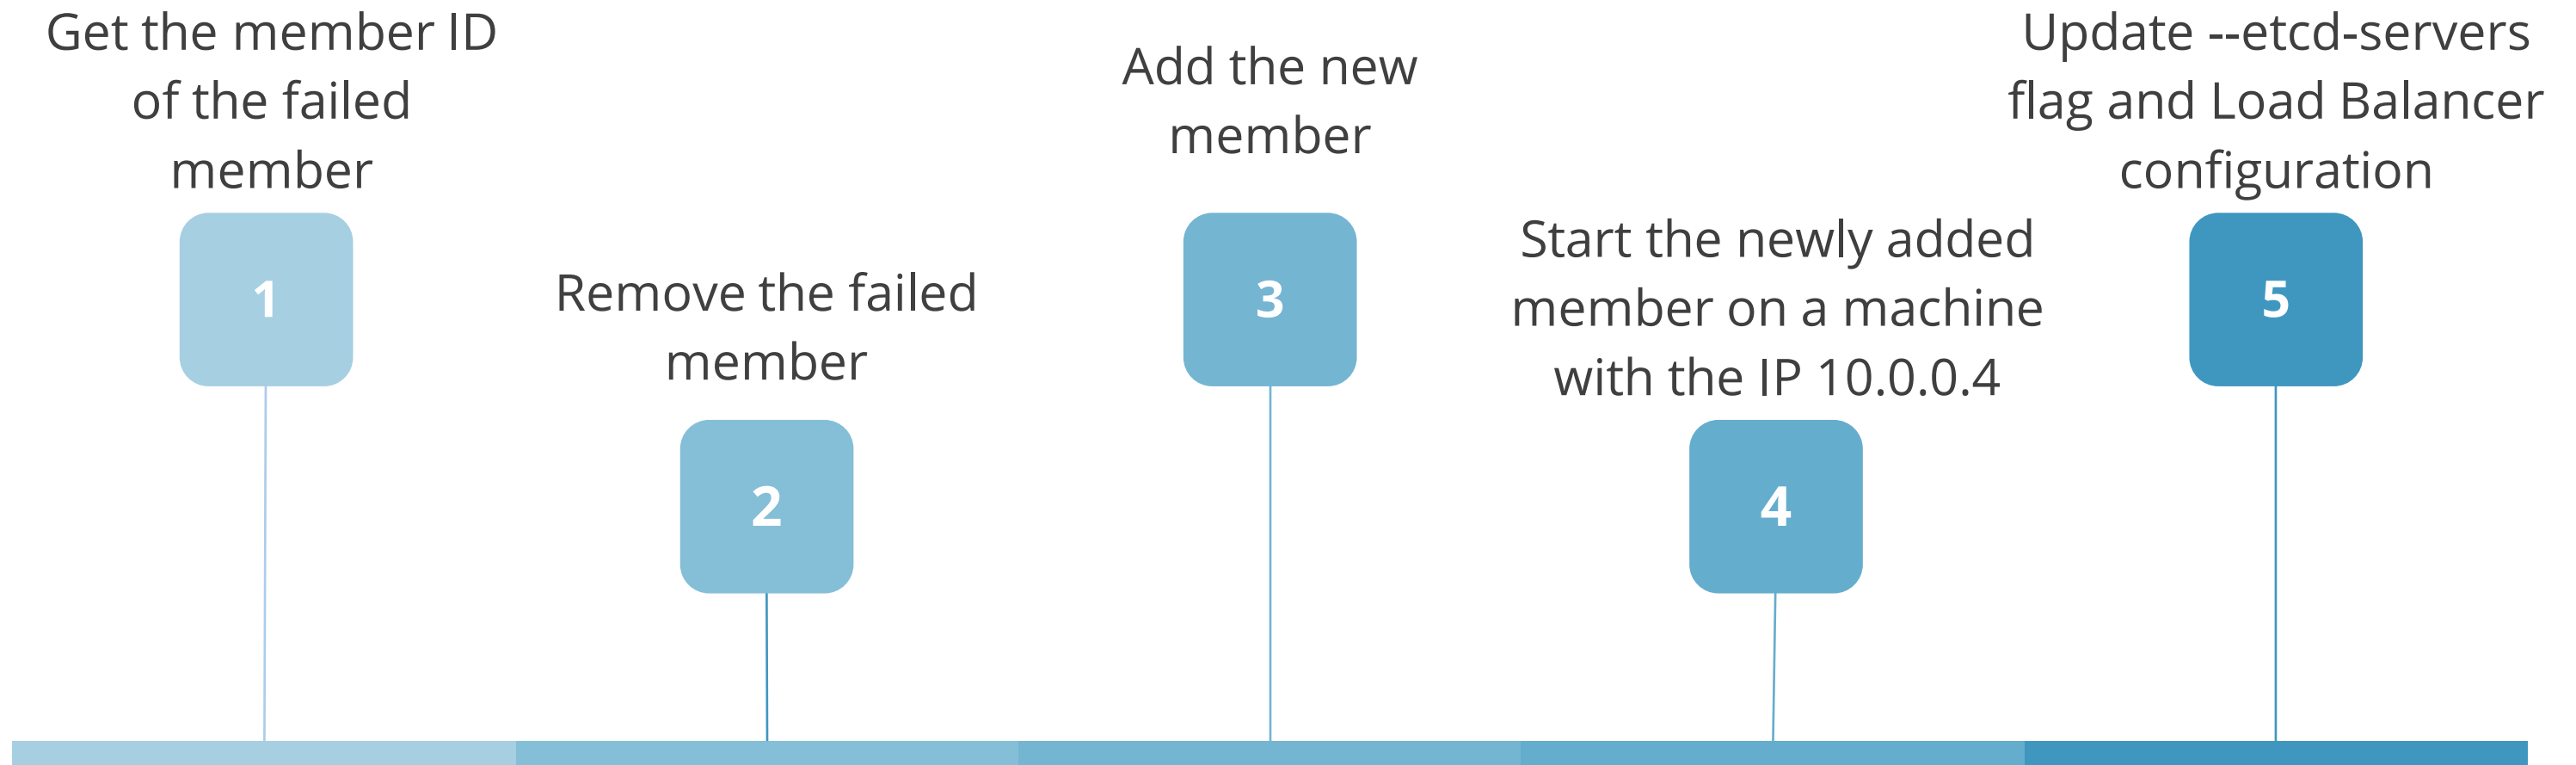 Get the member ID
of the failed
member
1
Remove the failed
member
2
Add the new
member
3
Start the newly added
member on a machine
with the IP 10.0.0.4
4
Update --etcd-servers
flag and Load Balancer
configuration
5